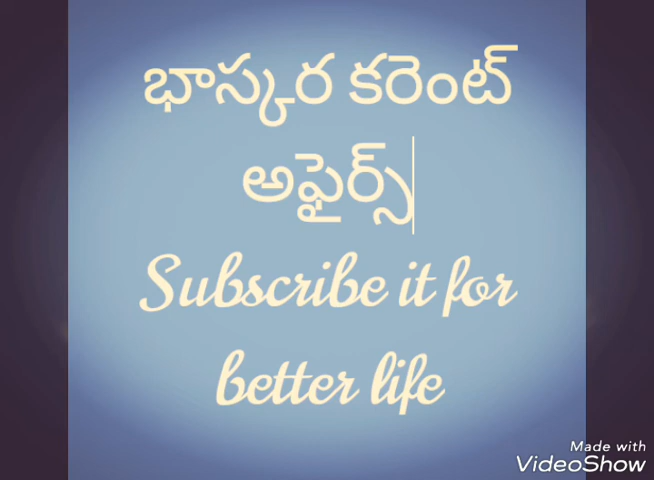 భాస్కర కరెంట్
అఫైర్స్
Subscribe it for
better life
Made with
VideoShow